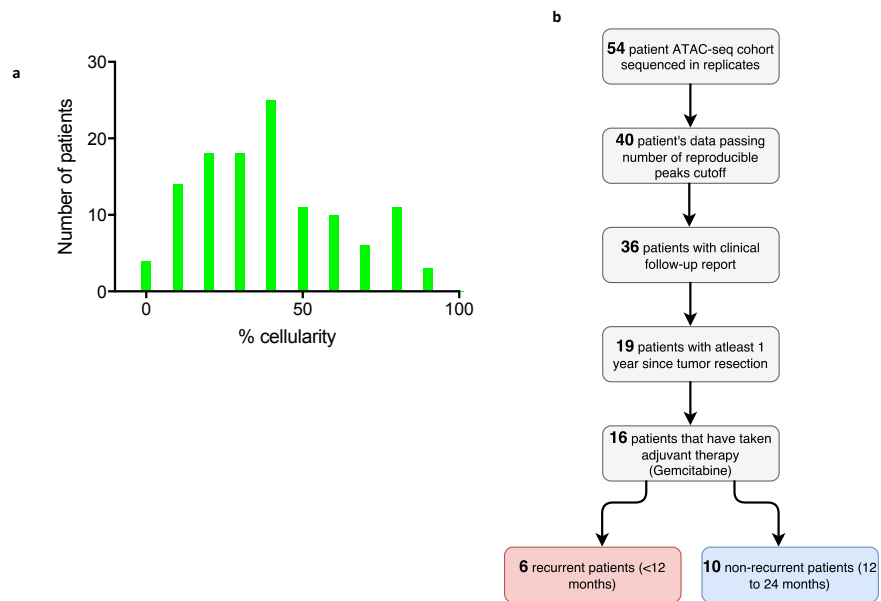 a
30
20
10
0
Number of patients
0
50
100
% cellularity
b
54 patient ATAC-seq cohort
sequenced in replicates
40 patient's data passing
number of reproducible
peaks cutoff
36 patients with clinical
follow-up report
19 patients with atleast 1
year since tumor resection
16 patients that have taken
adjuvant therapy
(Gemcitabine)
6 recurrent patients (<12
months)
10 non-recurrent patients (12
to 24 months)